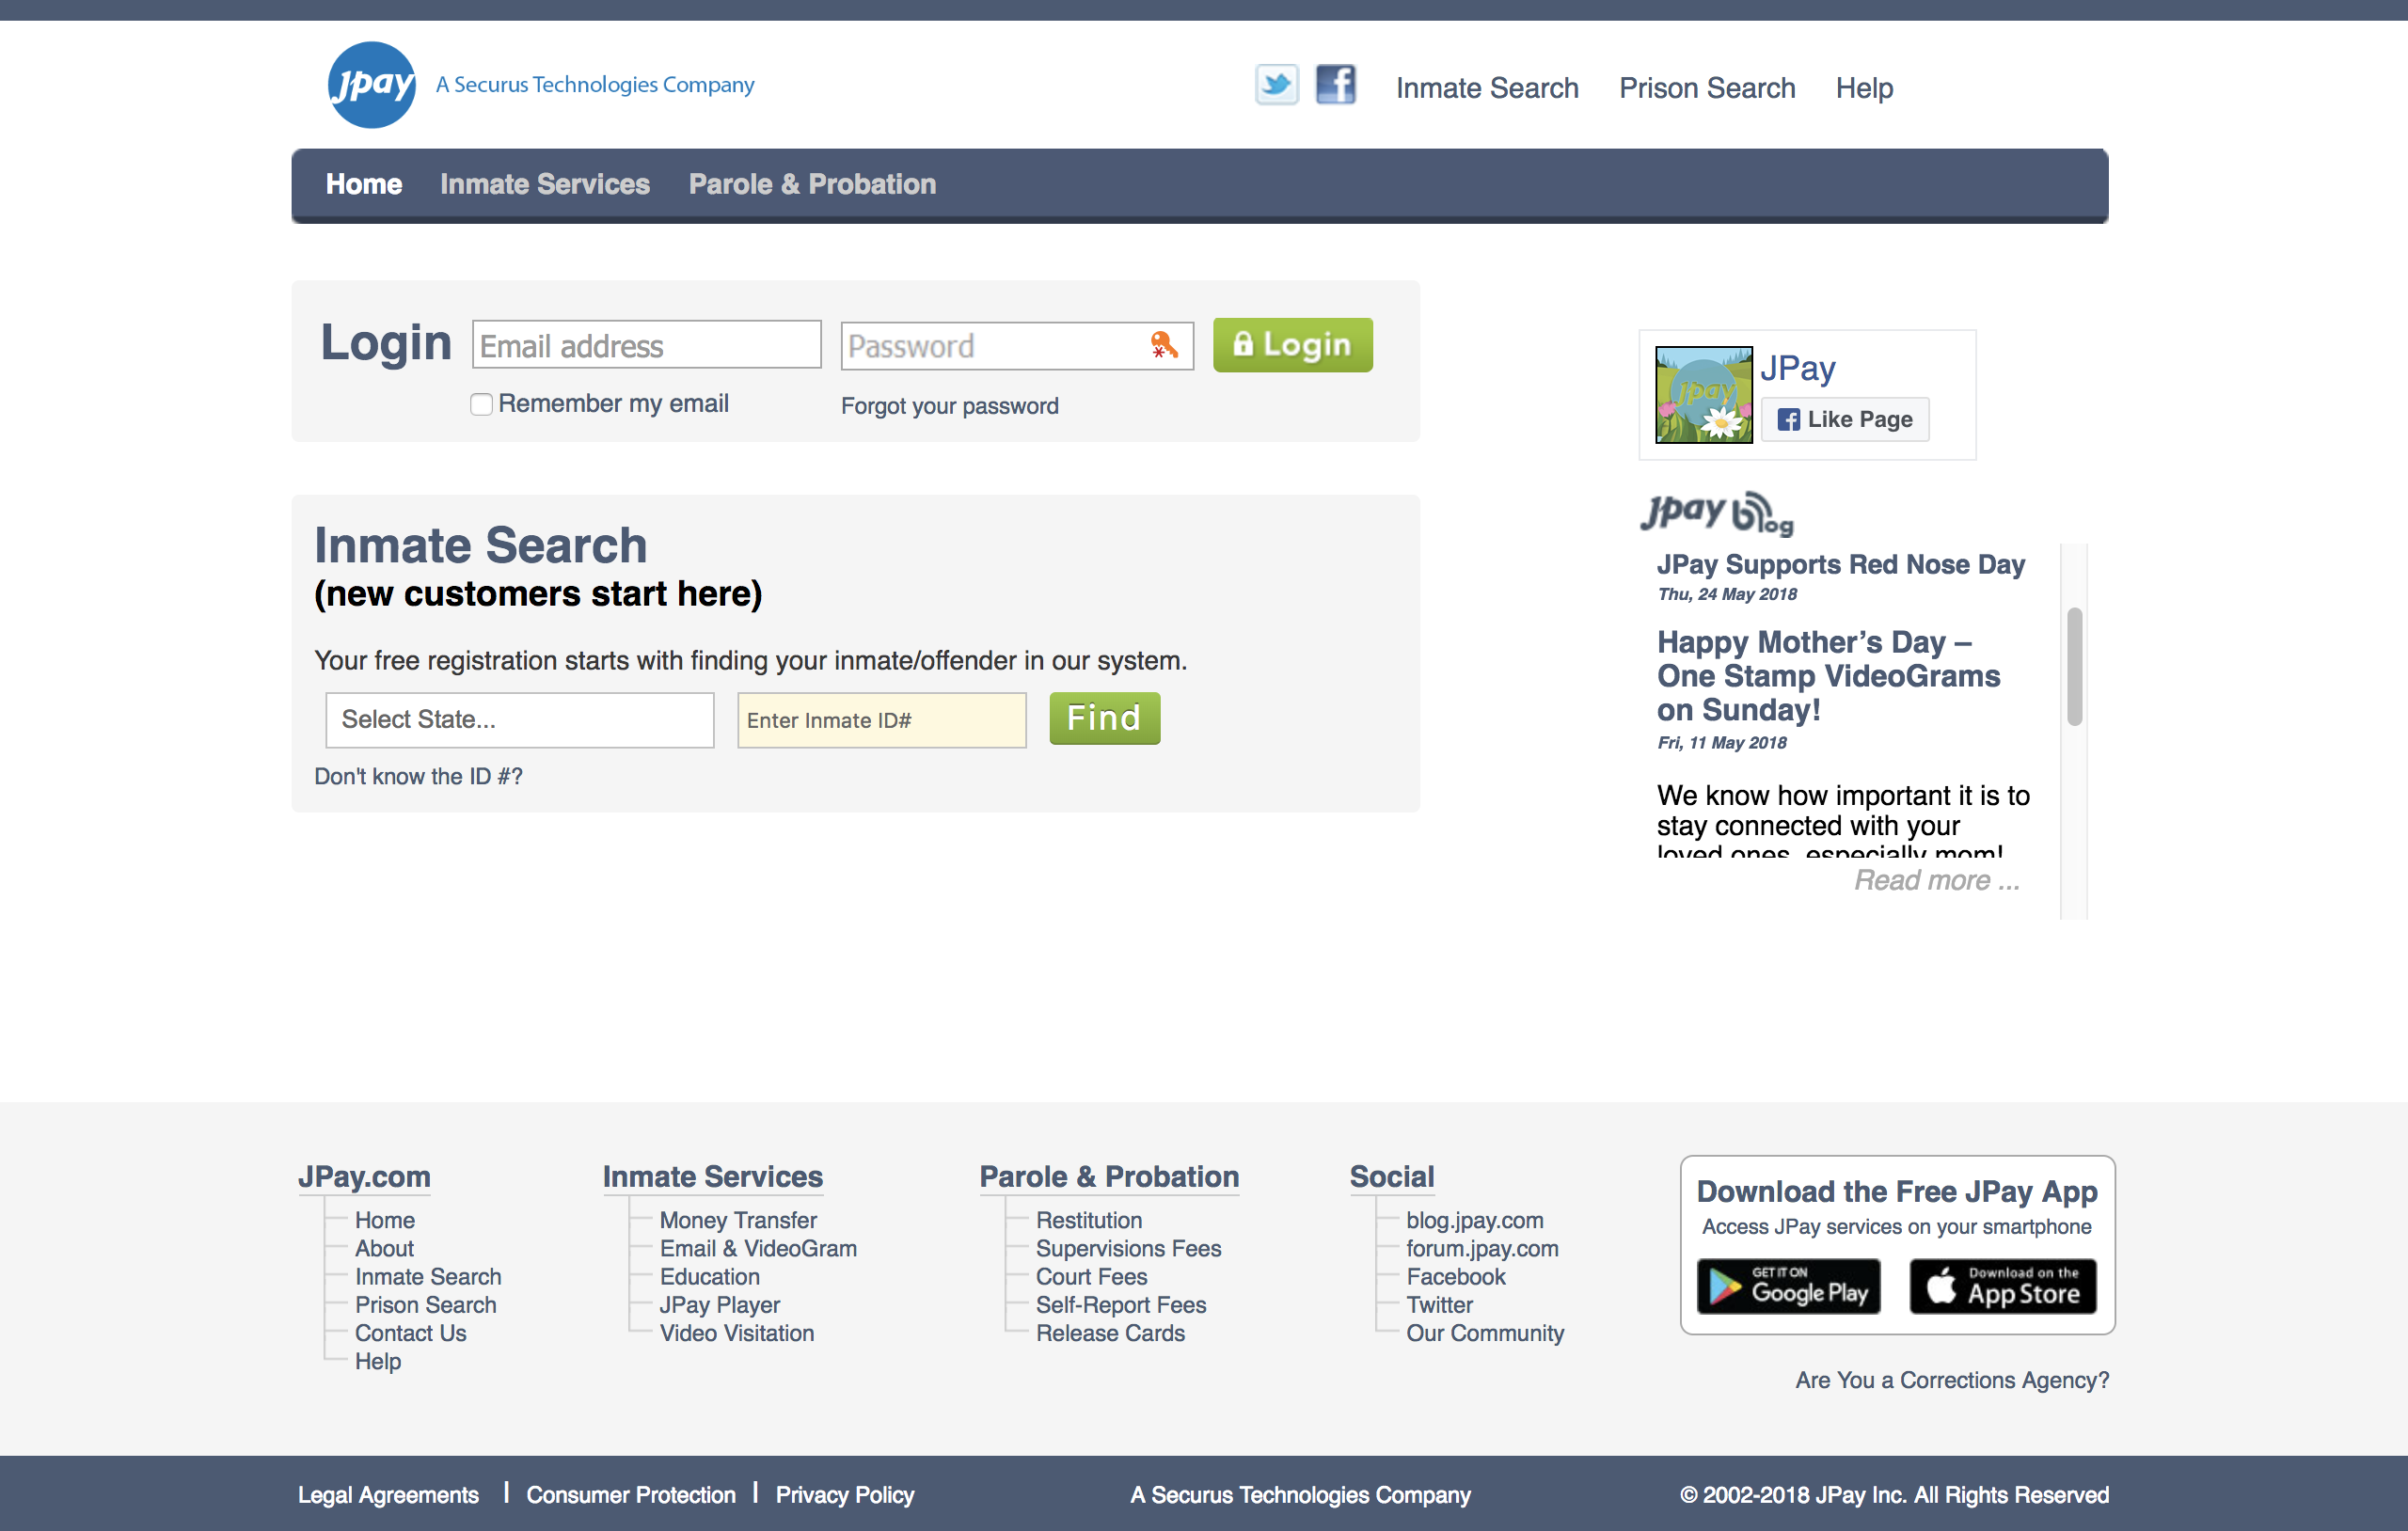 jpay A Securus Technologies Company
Inmate Search Prison Search Help
Home Inmate Services Parole & Probation
Login Email address Password Login
Remember my email Forgot your password
Inmate Search
(new customers start here)
Your free registration starts with finding your inmate/offender in our system.
Select State... Enter Inmate ID# Find
Don't know the ID #?
jpay
JPay
Like Page
jpay blog
JPay Supports Red Nose Day
Thu, 24 May 2018
Happy Mother’s Day –
One Stamp VideoGrams
on Sunday!
Fri, 11 May 2018
We know how important it is to
stay connected with your
loved ones, especially mom!
Read more ...
JPay.com
Home
About
Inmate Search
Prison Search
Contact Us
Help
Inmate Services
Money Transfer
Email & VideoGram
Education
JPay Player
Video Visitation
Parole & Probation
Restitution
Supervisions Fees
Court Fees
Self-Report Fees
Release Cards
Social
blog.jpay.com
forum.jpay.com
Facebook
Twitter
Our Community
Download the Free JPay App
Access JPay services on your smartphone
GET IT ON
Google Play
Download on the
App Store
Are You a Corrections Agency?
Legal Agreements | Consumer Protection | Privacy Policy A Securus Technologies Company © 2002-2018 JPay Inc. All Rights Reserved